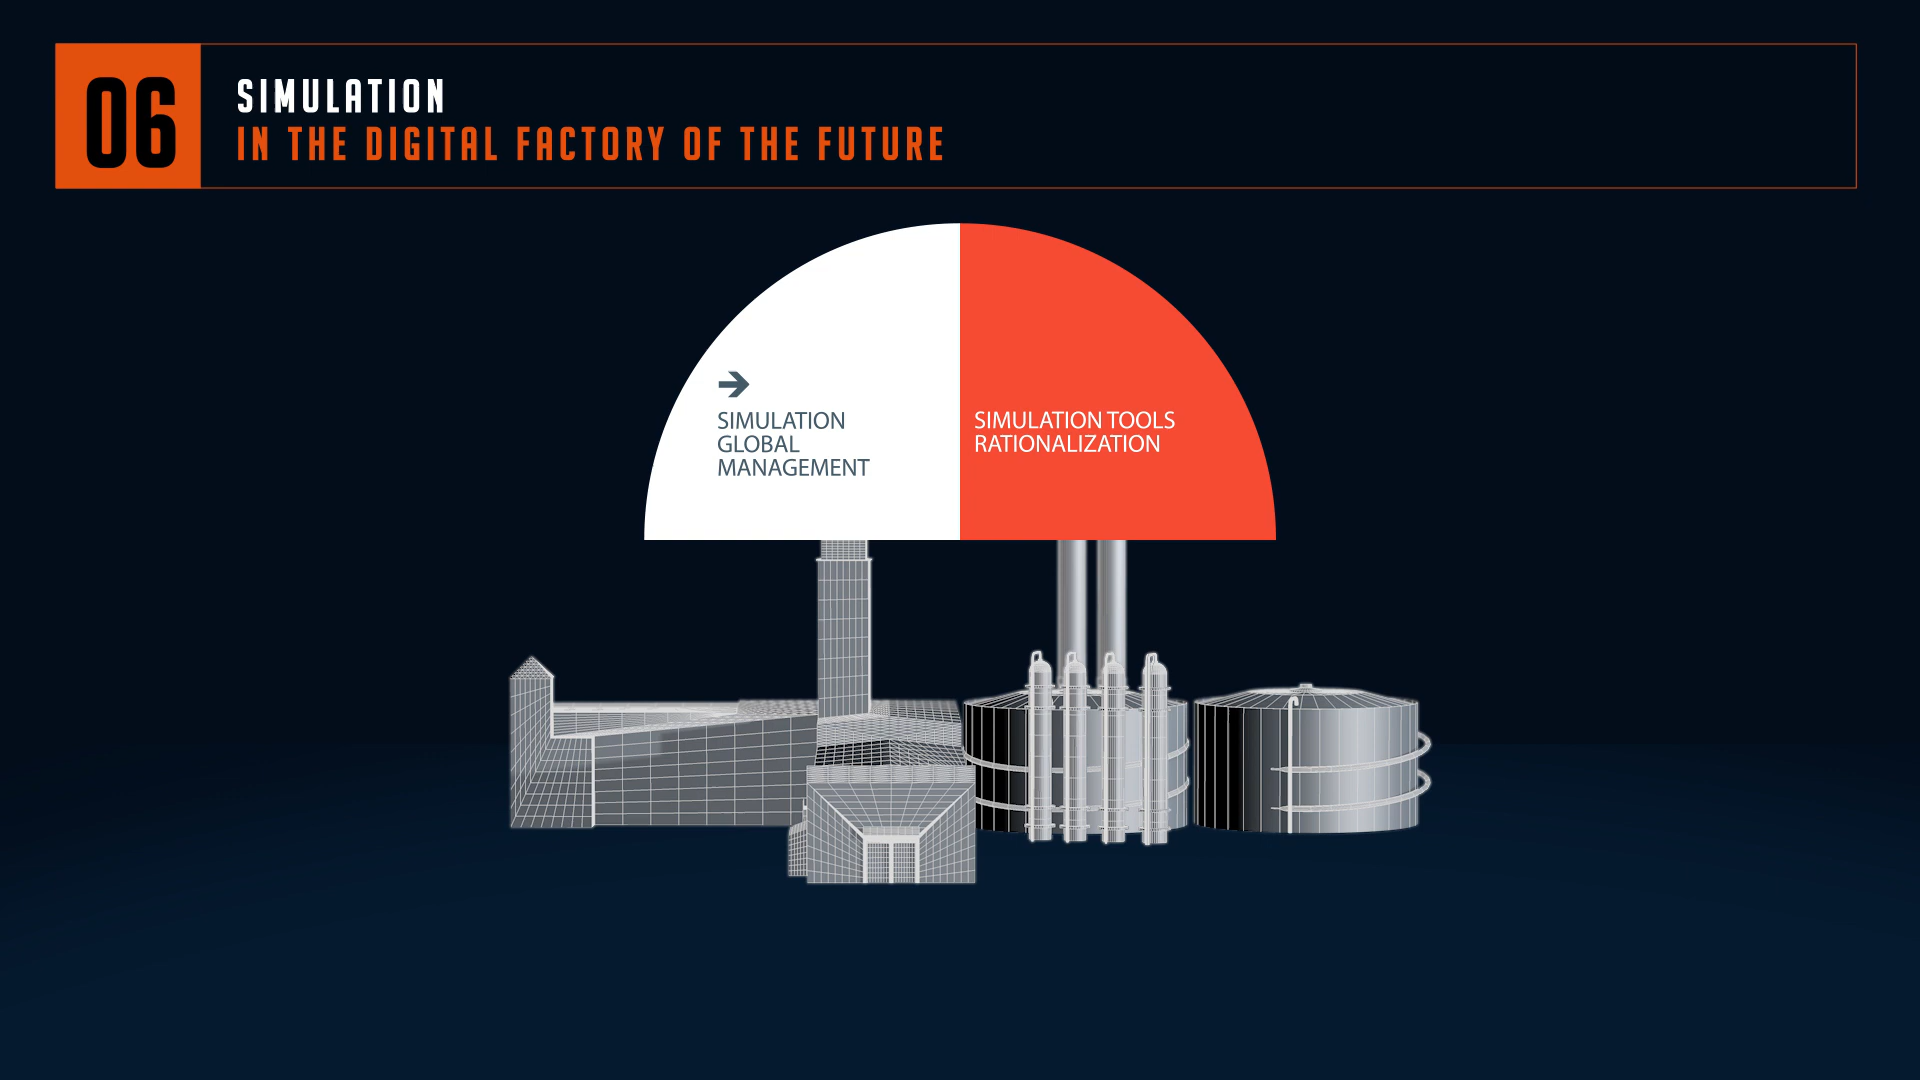 06
SIMULATION
IN THE DIGITAL FACTORY OF THE FUTURE
SIMULATION
GLOBAL
MANAGEMENT
SIMULATION TOOLS
RATIONALIZATION